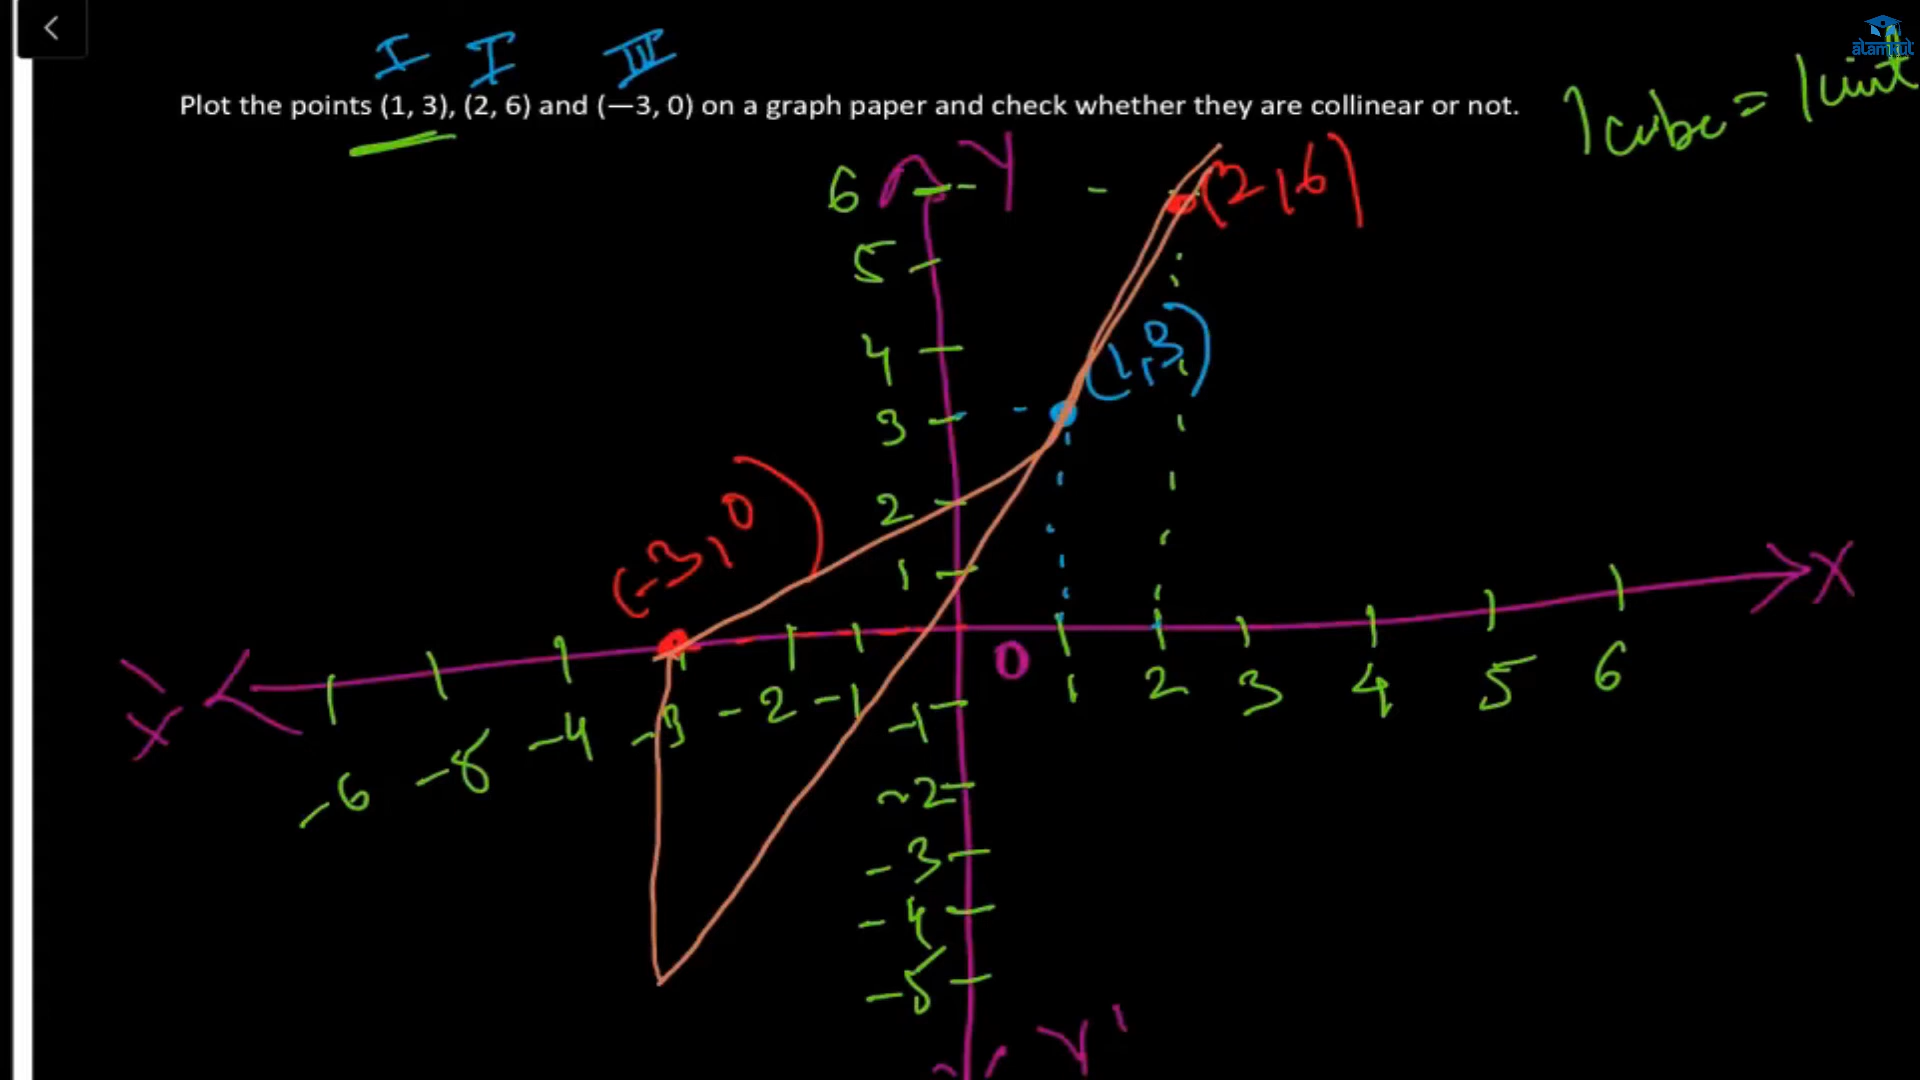 I I III
alamkut
Plot the points (1, 3), (2, 6) and (—3, 0) on a graph paper and check whether they are collinear or not.
1 cube = 1 unit
6 Y (2,6)
5
4 (1,3)
3
2 (-3,0)
1 X
O
X' -6 -4 -3 -2 -1 1 2 3 4 5 6
-1
-2
-3
-4
-5
Y'